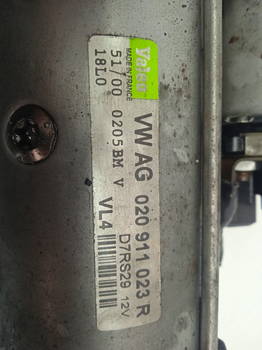 Valeo
MADE IN FRANCE
51/00 0205BM V
18L0
VW AG 020 911 023 R
VL4 D7RS29 12V